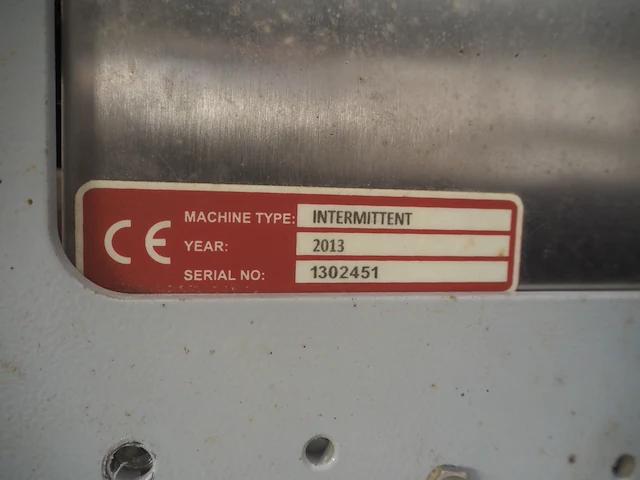 CE
MACHINE TYPE: INTERMITTENT
YEAR: 2013
SERIAL NO: 1302451